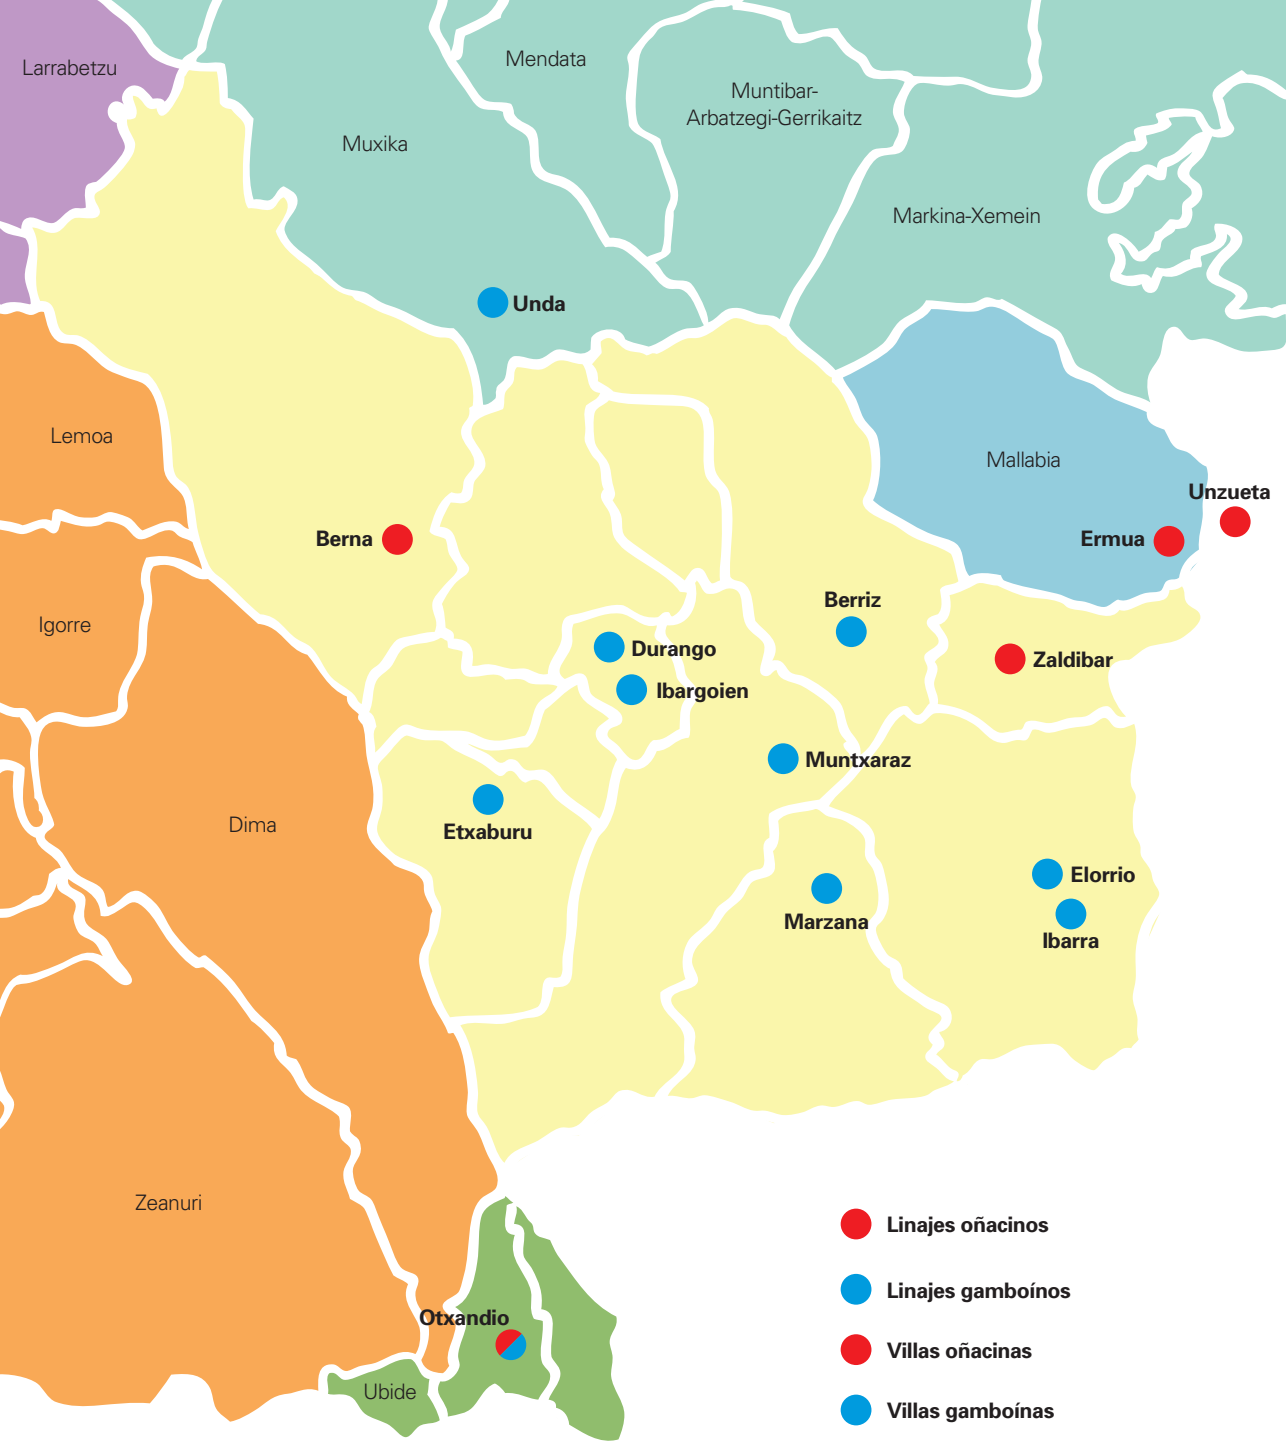 Larrabetzu
Mendata
Muntibar-
Arbatzegi-Gerrikaitz
Muxika
Markina-Xemein
Unda
Lemoa
Mallabia
Unzueta
Berna
Ermua
Berriz
Igorre
Durango
Zaldibar
Ibargoien
Muntxaraz
Dima
Etxaburu
Elorrio
Marzana
Ibarra
Zeanuri
Linajes oñacinos
Linajes gamboínos
Otxandio
Villas oñacinas
Ubide
Villas gamboínas